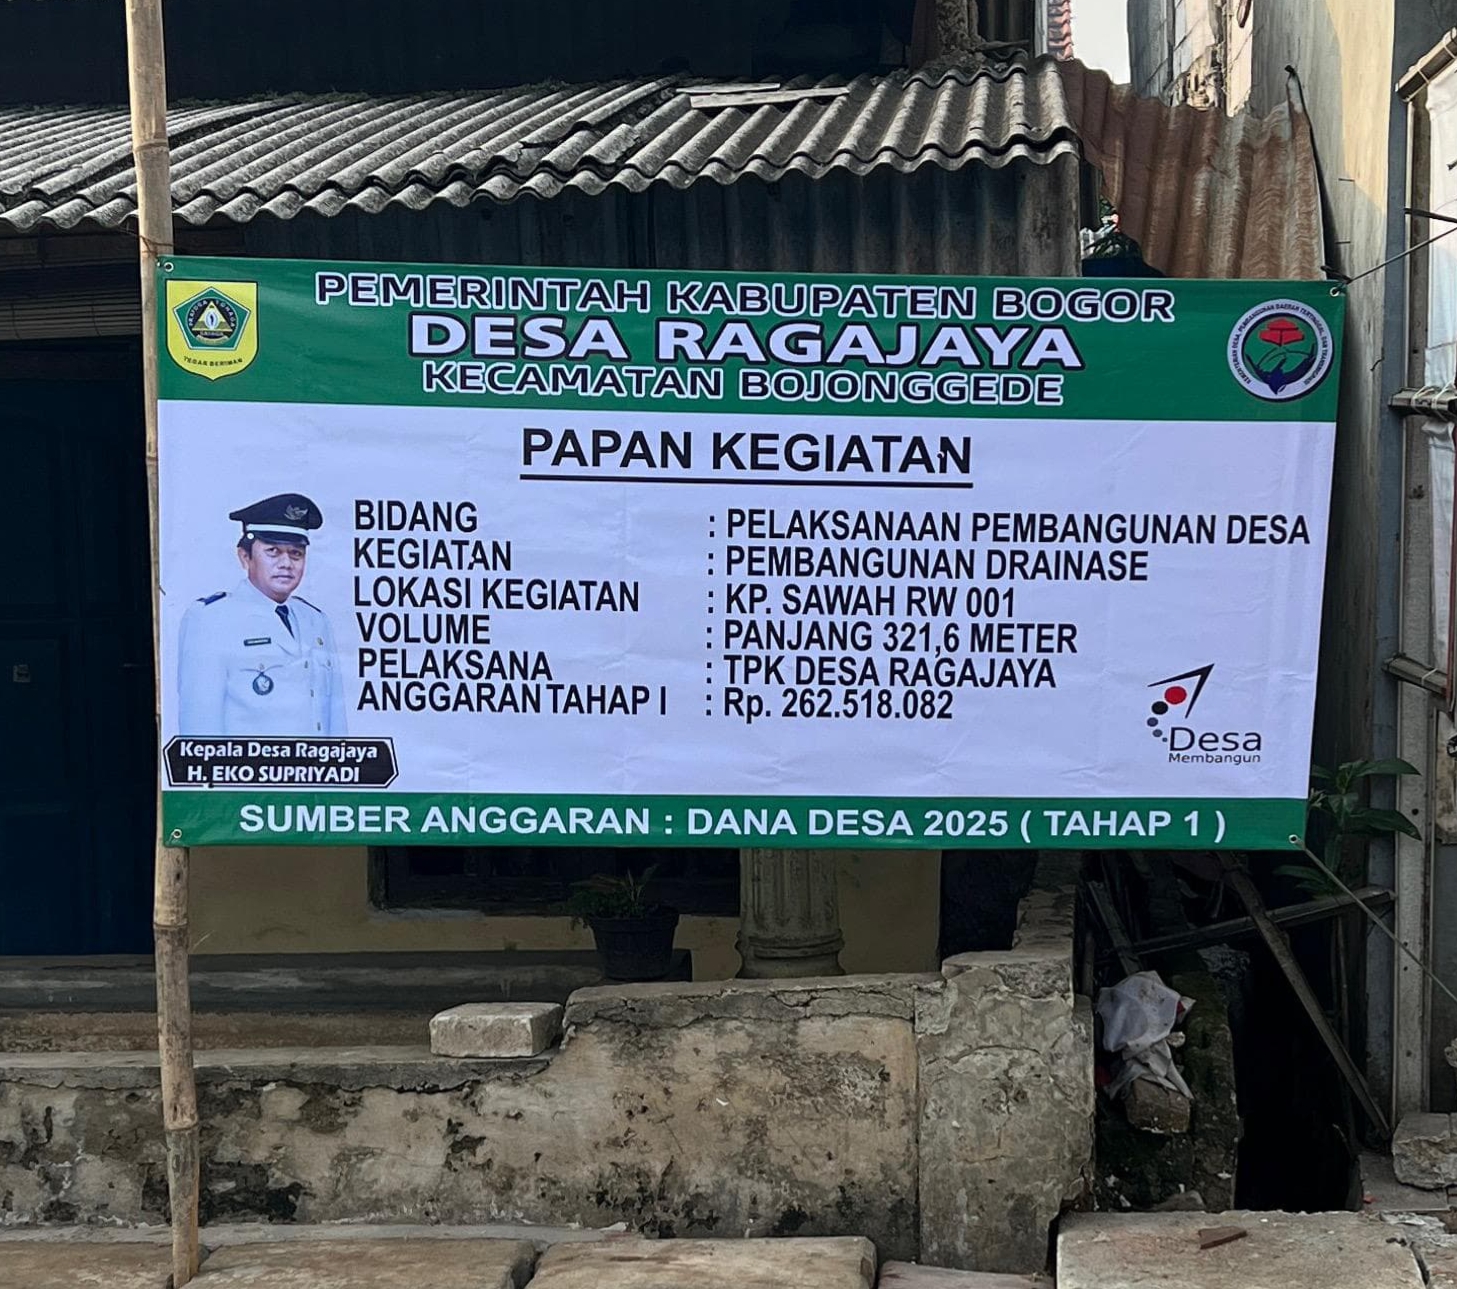 PEMERINTAH KABUPATEN BOGOR
DESA RAGAJAYA
KECAMATAN BOJONGGEDE
TEGAR BERIMAN
PAPAN KEGIATAN
BIDANG : PELAKSANAAN PEMBANGUNAN DESA
KEGIATAN : PEMBANGUNAN DRAINASE
LOKASI KEGIATAN : KP. SAWAH RW 001
VOLUME : PANJANG 321,6 METER
PELAKSANA : TPK DESA RAGAJAYA
ANGGARAN TAHAP I : Rp. 262.518.082
Kepala Desa Ragajaya
H. EKO SUPRIYADI
Desa
Membangun
SUMBER ANGGARAN : DANA DESA 2025 ( TAHAP 1 )